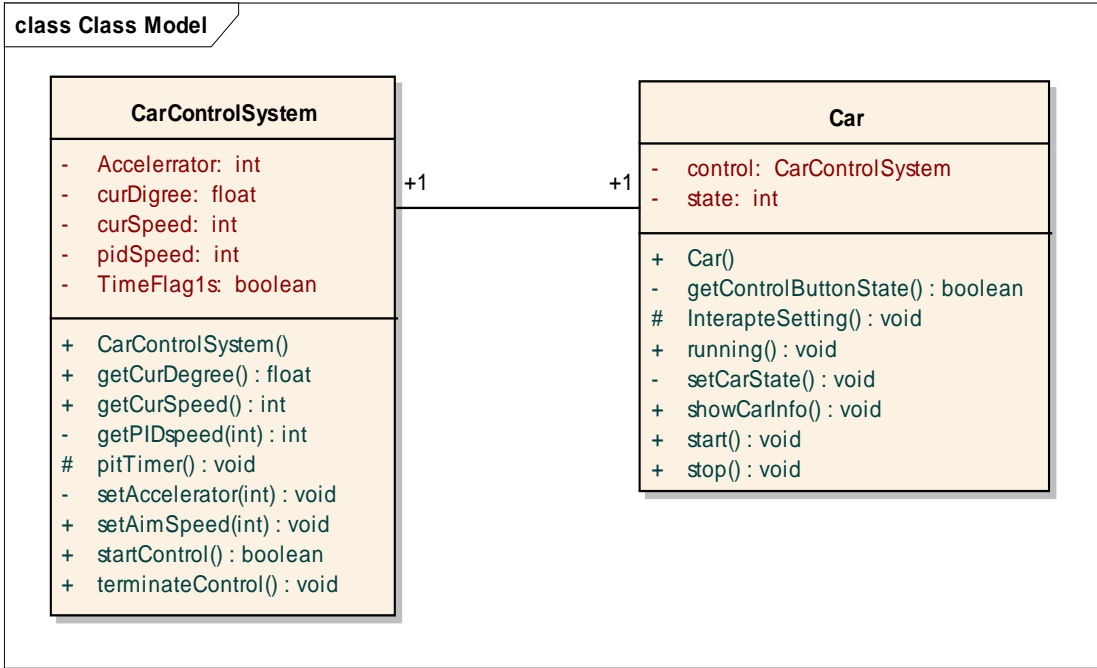 class Class Model
CarControlSystem
- Accelerrator: int
- curDigree: float
- curSpeed: int
- pidSpeed: int
- TimeFlag1s: boolean
+ CarControlSystem()
+ getCurDegree() : float
+ getCurSpeed() : int
- getPIDspeed(int) : int
# pitTimer() : void
- setAccelerator(int) : void
+ setAimSpeed(int) : void
+ startControl() : boolean
+ terminateControl() : void
+1
+1
Car
- control: CarControlSystem
- state: int
+ Car()
- getControlButtonState() : boolean
# InterapteSetting() : void
+ running() : void
- setCarState() : void
+ showCarInfo() : void
+ start() : void
+ stop() : void